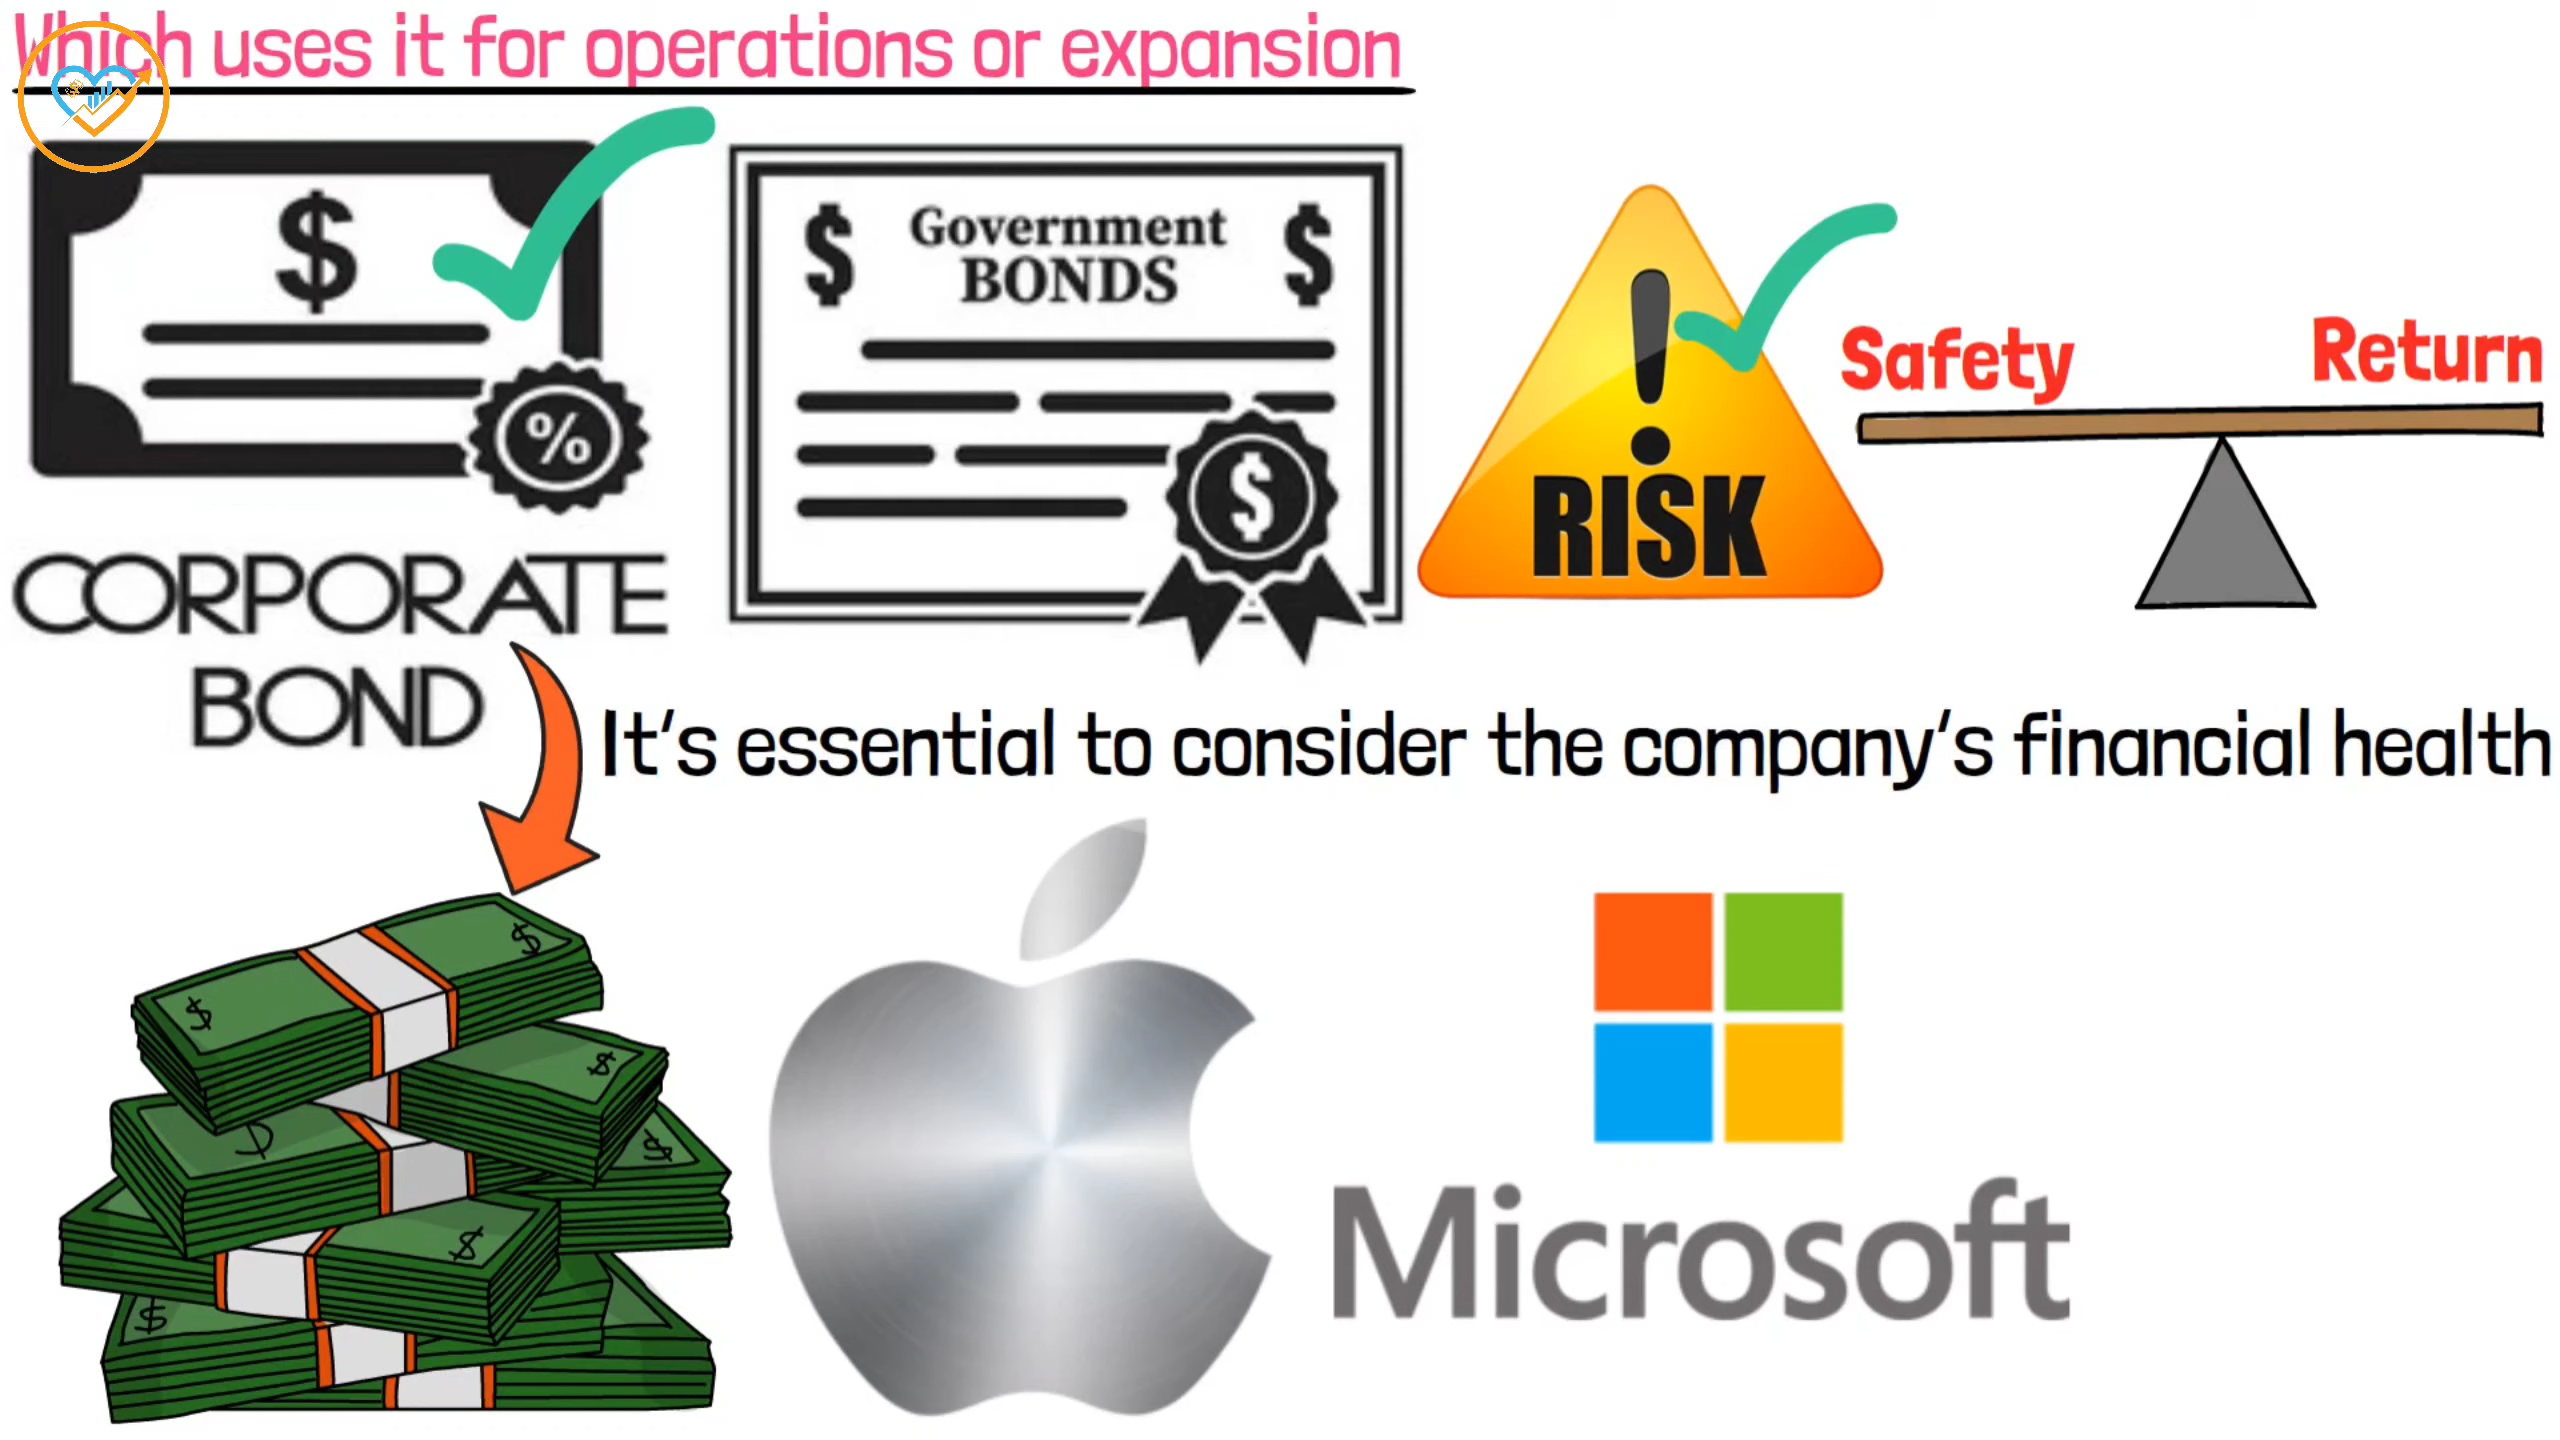 Which uses it for operations or expansion
$
%
CORPORATE
BOND
$ Government $
BONDS
$
RISK
Safety
Return
It's essential to consider the company's financial health
$
$
$
$
$
$
Microsoft